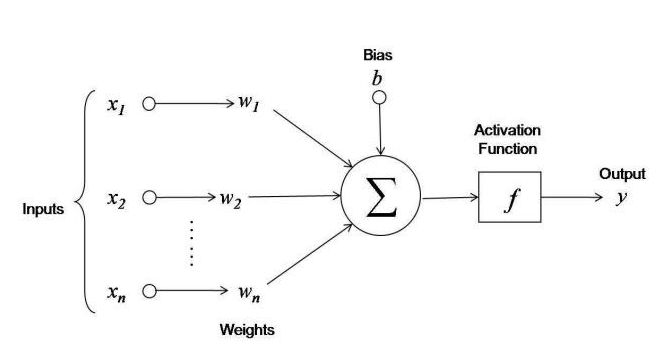 Bias
b
x1 w1
Activation
Function
Inputs
x2 w2
Σ
f
Output
y
xn wn
Weights